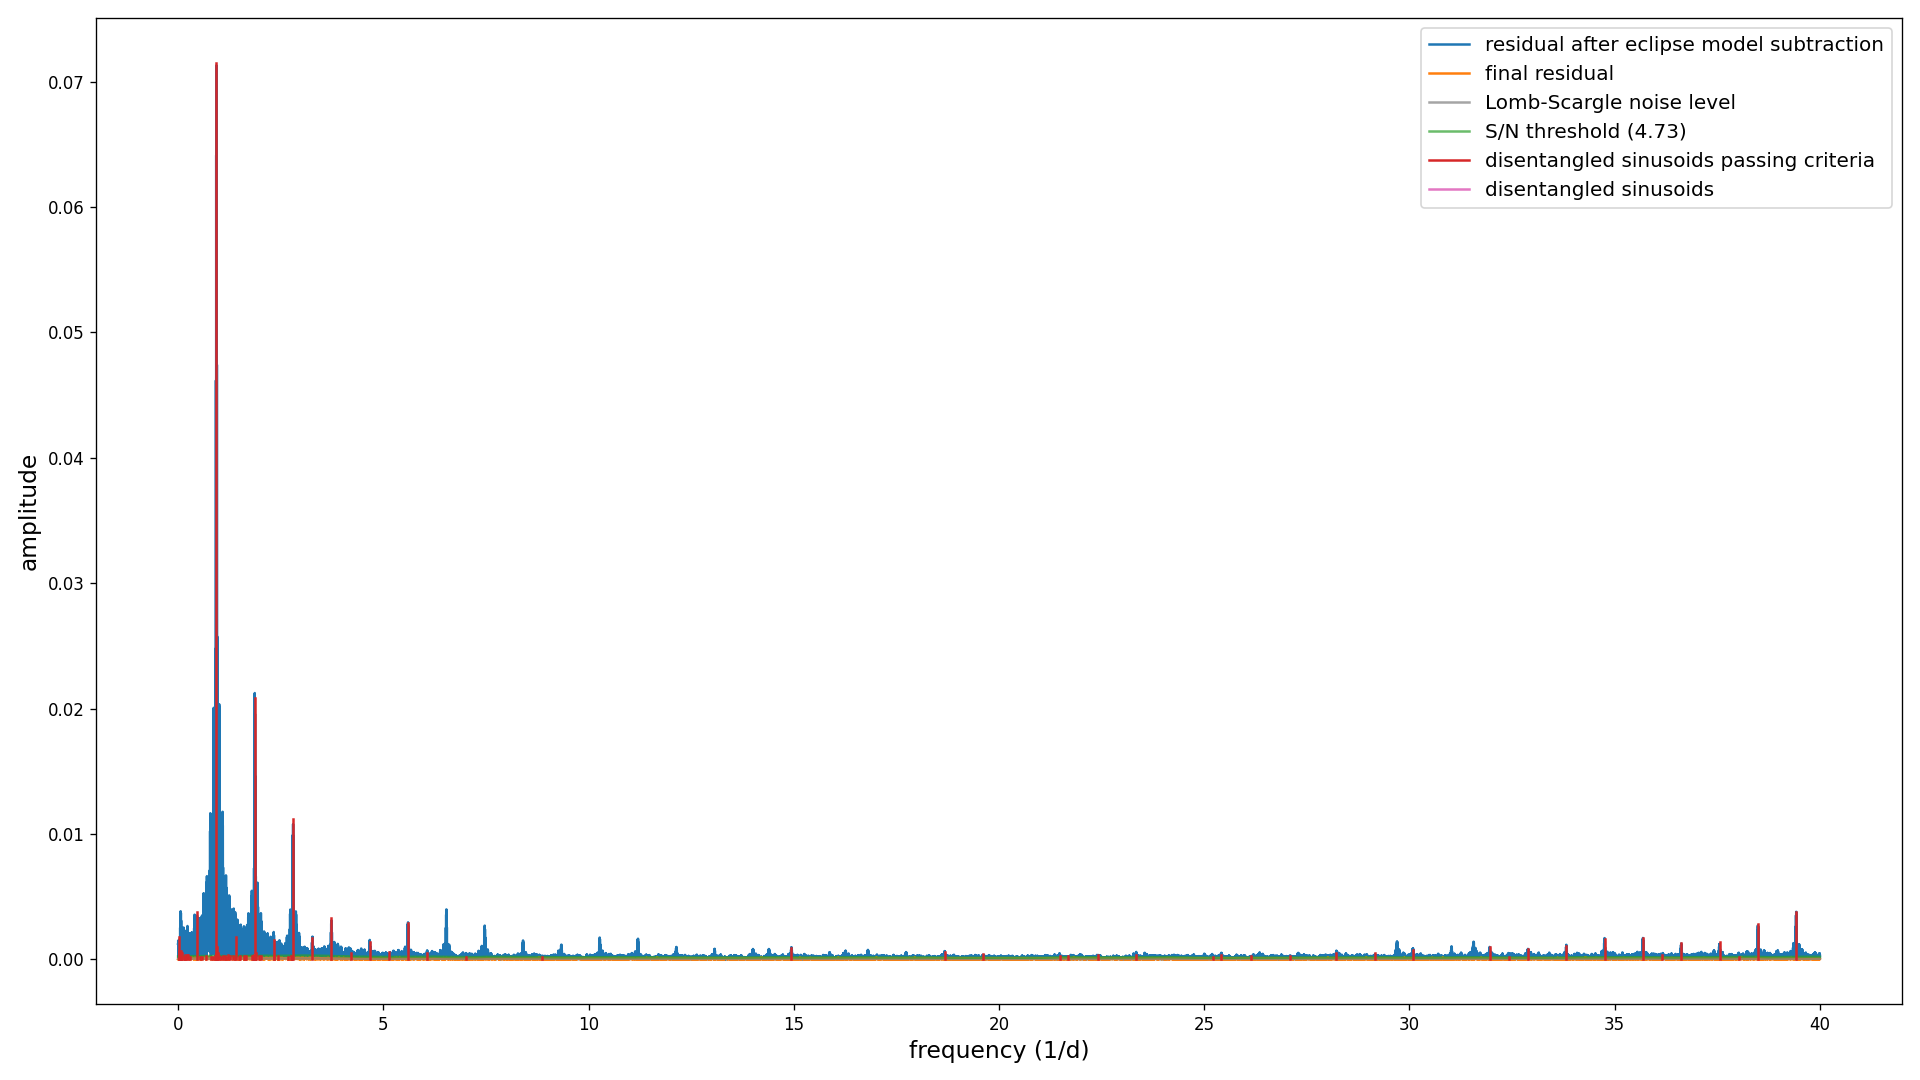 residual after eclipse model subtraction
final residual
Lomb-Scargle noise level
S/N threshold (4.73)
disentangled sinusoids passing criteria
disentangled sinusoids
0.07
0.06
0.05
0.04
0.03
0.02
0.01
0.00
amplitude
0 5 10 15 20 25 30 35 40
frequency (1/d)